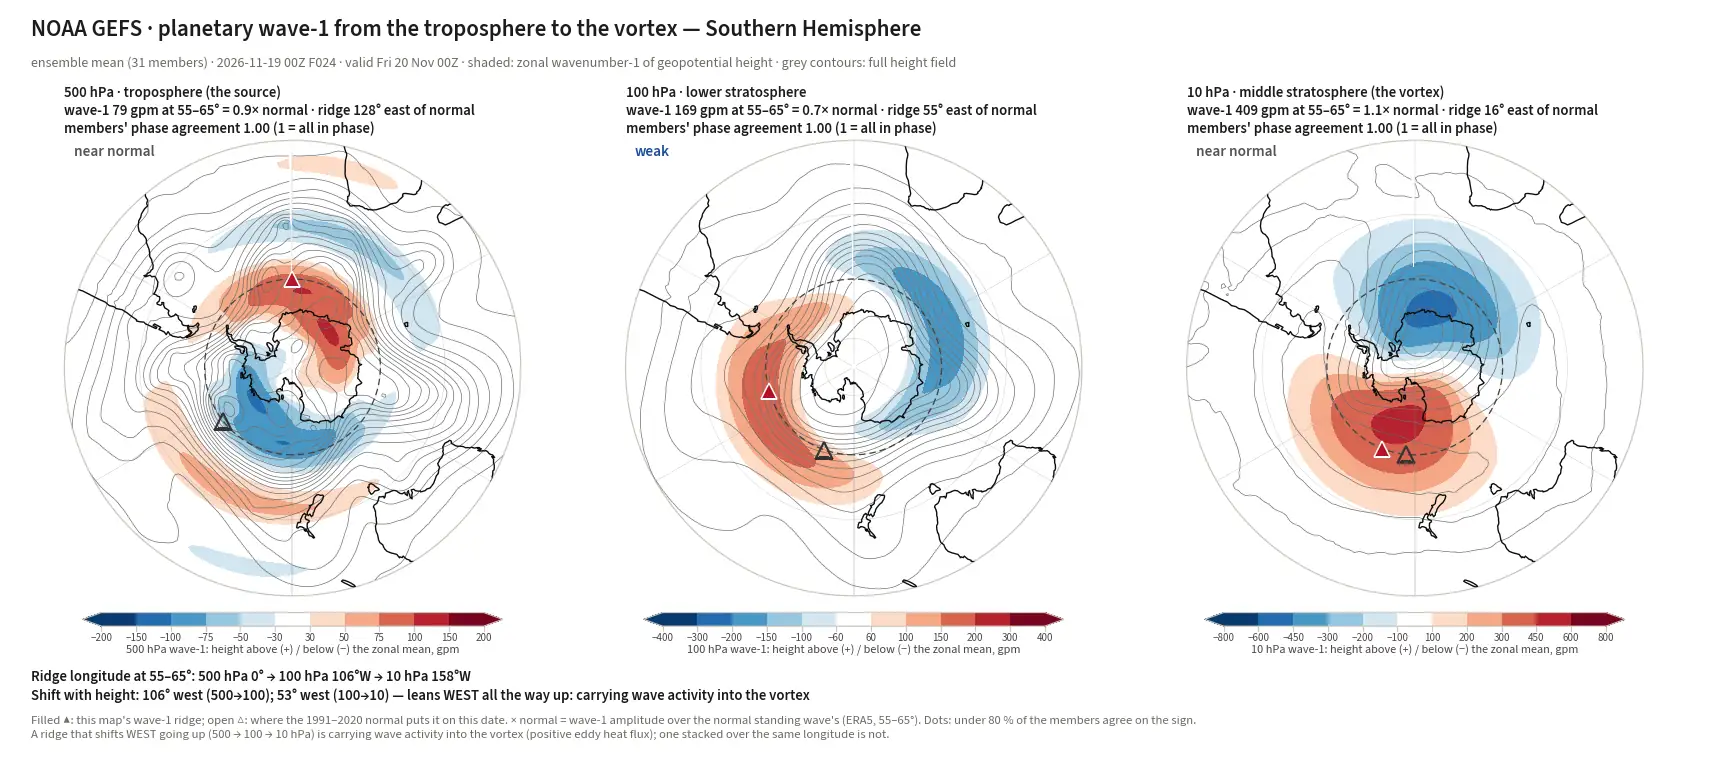 NOAA GEFS · planetary wave-1 from the troposphere to the vortex — Southern Hemisphere
ensemble mean (31 members) · 2026-11-19 00Z F024 · valid Fri 20 Nov 00Z · shaded: zonal wavenumber-1 of geopotential height · grey contours: full height field
500 hPa · troposphere (the source)
wave-1 79 gpm at 55–65° = 0.9× normal · ridge 128° east of normal
members' phase agreement 1.00 (1 = all in phase)
near normal
100 hPa · lower stratosphere
wave-1 169 gpm at 55–65° = 0.7× normal · ridge 55° east of normal
members' phase agreement 1.00 (1 = all in phase)
weak
10 hPa · middle stratosphere (the vortex)
wave-1 409 gpm at 55–65° = 1.1× normal · ridge 16° east of normal
members' phase agreement 1.00 (1 = all in phase)
near normal
−200 −150 −100 −75 −50 −30 30 50 75 100 150 200
500 hPa wave-1: height above (+) / below (−) the zonal mean, gpm
−400 −300 −200 −150 −100 −60 60 100 150 200 300 400
100 hPa wave-1: height above (+) / below (−) the zonal mean, gpm
−800 −600 −450 −300 −200 −100 100 200 300 450 600 800
10 hPa wave-1: height above (+) / below (−) the zonal mean, gpm
Ridge longitude at 55–65°: 500 hPa 0° → 100 hPa 106°W → 10 hPa 158°W
Shift with height: 106° west (500→100); 53° west (100→10) — leans WEST all the way up: carrying wave activity into the vortex
Filled ▲: this map's wave-1 ridge; open △: where the 1991–2020 normal puts it on this date. × normal = wave-1 amplitude over the normal standing wave's (ERA5, 55–65°). Dots: under 80 % of the members agree on the sign.
A ridge that shifts WEST going up (500 → 100 → 10 hPa) is carrying wave activity into the vortex (positive eddy heat flux); one stacked over the same longitude is not.